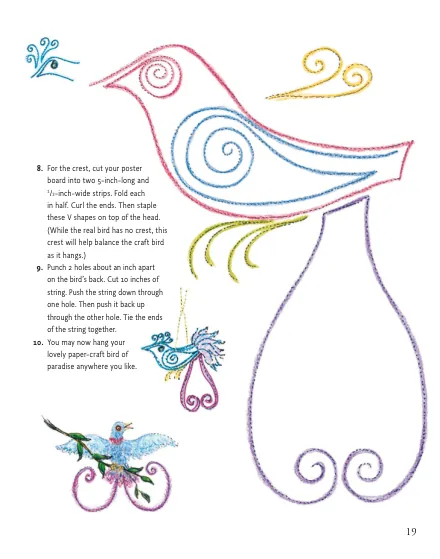 8. For the crest, cut your poster
board into two 5-inch-long and
1/2-inch-wide strips. Fold each
in half. Curl the ends. Then staple
these V shapes on top of the head.
(While the real bird has no crest, this
crest will help balance the craft bird
as it hangs.)
9. Punch 2 holes about an inch apart
on the bird's back. Cut 10 inches of
string. Push the string down through
one hole. Then push it back up
through the other hole. Tie the ends
of the string together.
10. You may now hang your
lovely paper-craft bird of
paradise anywhere you like.
19